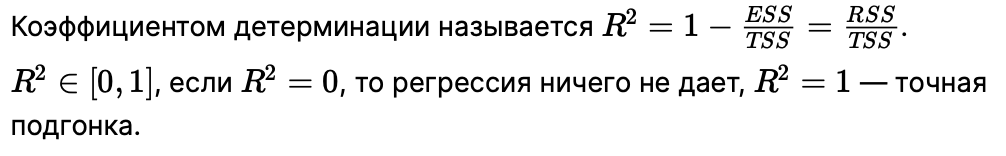 Коэффициентом детерминации называется R² = 1 − ESS/TSS = RSS/TSS.
R² ∈ [0, 1], если R² = 0, то регрессия ничего не дает, R² = 1 — точная
подгонка.